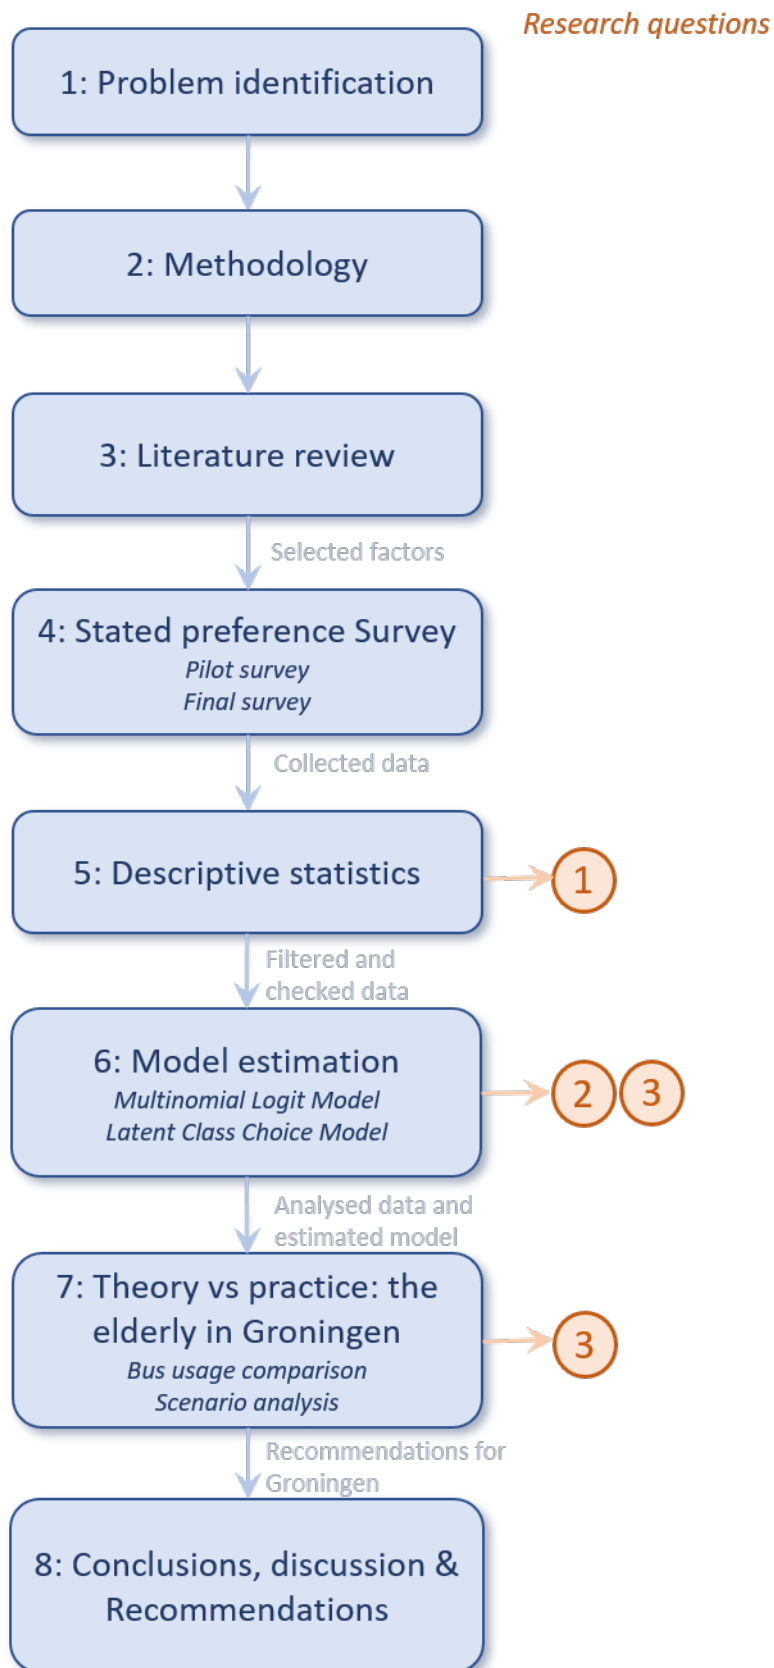 Research questions
1: Problem identification
2: Methodology
3: Literature review
Selected factors
4: Stated preference Survey
Pilot survey
Final survey
Collected data
5: Descriptive statistics
1
Filtered and
checked data
6: Model estimation
Multinomial Logit Model
Latent Class Choice Model
2
3
Analysed data and
estimated model
7: Theory vs practice: the
elderly in Groningen
Bus usage comparison
Scenario analysis
3
Recommendations for
Groningen
8: Conclusions, discussion &
Recommendations